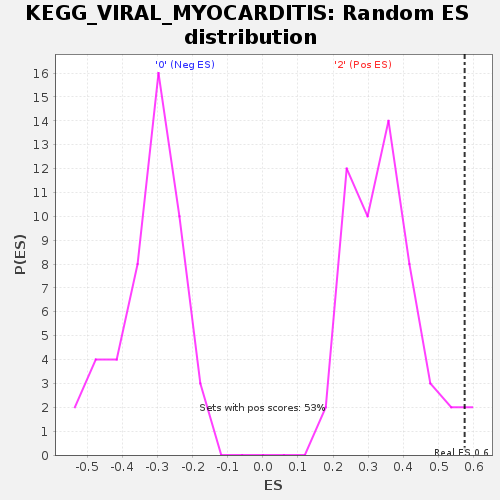 KEGG_VIRAL_MYOCARDITIS: Random ES
distribution
'0' (Neg ES) '2' (Pos ES)
16
15
14
13
12
11
10
9
8
7
6
5
4
3
2
1
0
P(ES)
Sets with pos scores: 53%
Real ES 0.6
-0.5 -0.4 -0.3 -0.2 -0.1 0.0 0.1 0.2 0.3 0.4 0.5 0.6
ES